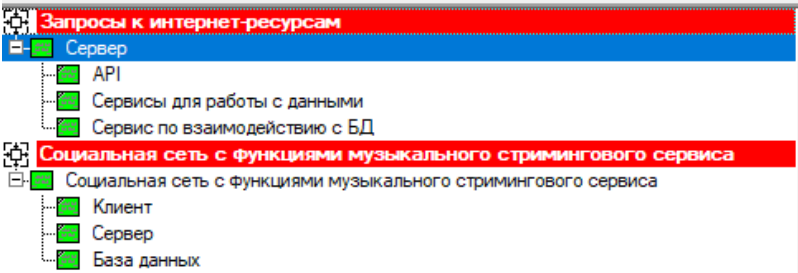 Запросы к интернет-ресурсам
Сервер
API
Сервисы для работы с данными
Сервис по взаимодействию с БД
Социальная сеть с функциями музыкального стримингового сервиса
Социальная сеть с функциями музыкального стримингового сервиса
Клиент
Сервер
База данных